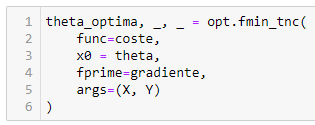 1 theta_optima, _, _ = opt.fmin_tnc(
2     func=coste,
3     x0 = theta,
4     fprime=gradiente,
5     args=(X, Y)
6 )